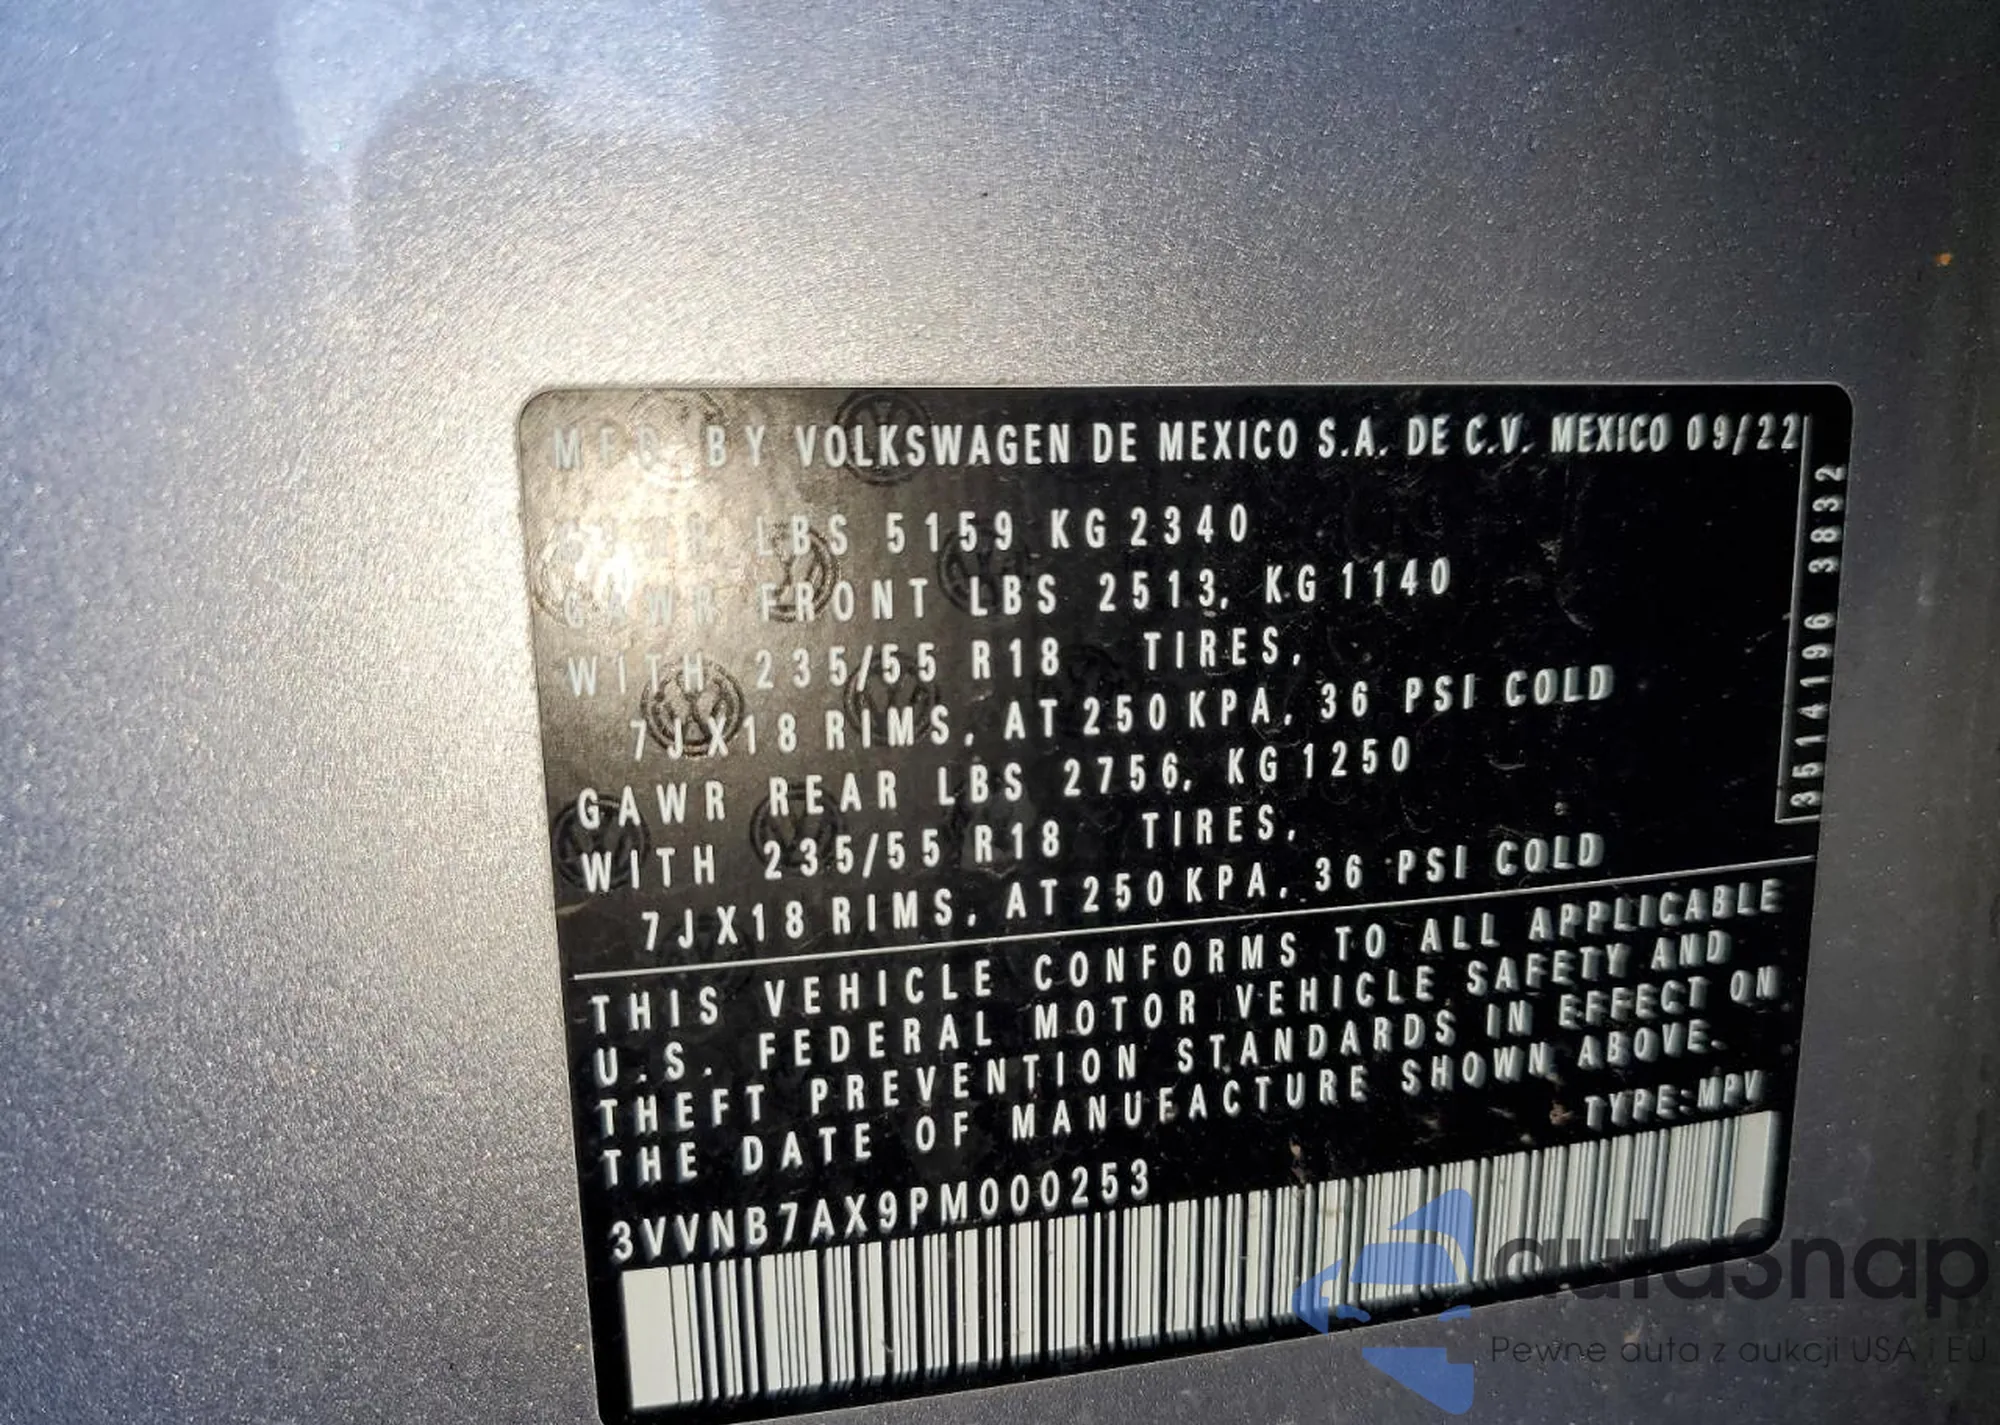 MFG BY VOLKSWAGEN DE MEXICO S.A. DE C.V. MEXICO 09/22
GVWR LBS 5159 KG 2340
GAWR FRONT LBS 2513, KG 1140
WITH 235/55 R18 TIRES,
7JX18 RIMS, AT 250 KPA, 36 PSI COLD
GAWR REAR LBS 2756, KG 1250
WITH 235/55 R18 TIRES,
7JX18 RIMS, AT 250 KPA, 36 PSI COLD
3514196 3832
THIS VEHICLE CONFORMS TO ALL APPLICABLE
U.S. FEDERAL MOTOR VEHICLE SAFETY AND
THEFT PREVENTION STANDARDS IN EFFECT ON
THE DATE OF MANUFACTURE SHOWN ABOVE.
TYPE:MPV
3VVNB7AX9PM000253
autaSnap
Pewne auta z aukcji USA i EU